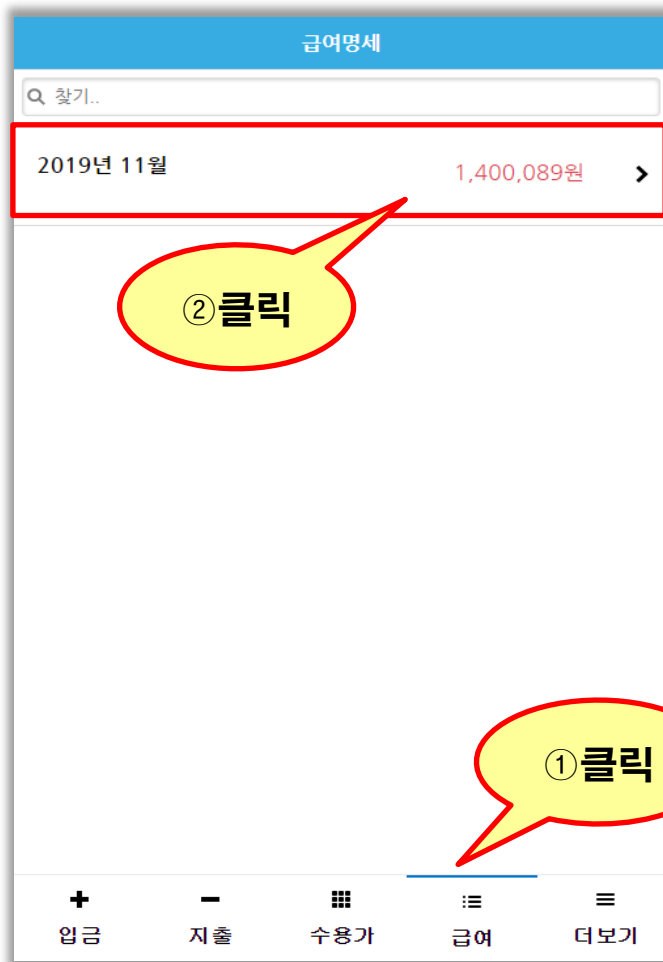 급여명세
찾기..
2019년 11월
1,400,089원
②클릭
①클릭
입금
지출
수용가
급여
더보기